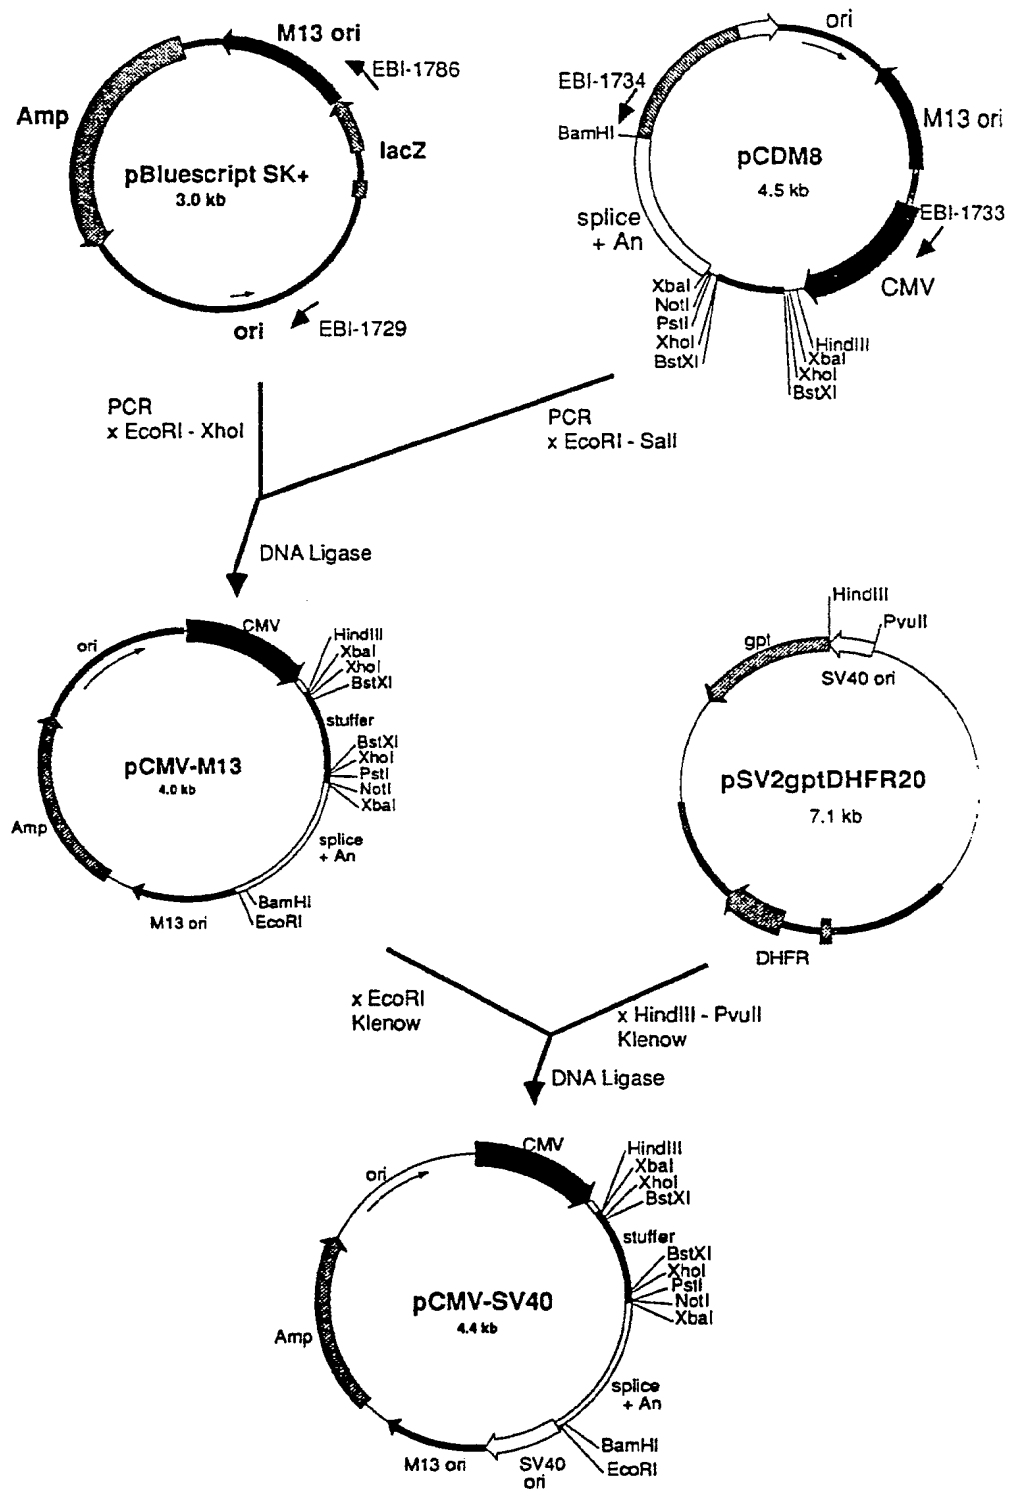 M13 ori
EBI-1786
Amp
lacZ
pBluescript SK+
3.0 kb
ori
EBI-1729
ori
EBI-1734
BamHI
M13 ori
pCDM8
4.5 kb
EBI-1733
splice
+ An
CMV
XbaI
NotI
PstI
XhoI
BstXI
HindIII
XbaI
XhoI
BstXI
PCR
x EcoRI - XhoI
PCR
x EcoRI - SalI
DNA Ligase
ori
CMV
HindIII
XbaI
XhoI
BstXI
stuffer
BstXI
XhoI
PstI
NotI
XbaI
pCMV-M13
4.0 kb
Amp
splice
+ An
BamHI
EcoRI
M13 ori
HindIII
PvuII
gpt
SV40 ori
pSV2gptDHFR20
7.1 kb
DHFR
x EcoRI
Klenow
x HindIII - PvuII
Klenow
DNA Ligase
ori
CMV
HindIII
XbaI
XhoI
BstXI
stuffer
BstXI
XhoI
PstI
NotI
XbaI
pCMV-SV40
4.4 kb
Amp
splice
+ An
BamHI
EcoRI
M13 ori
SV40
ori